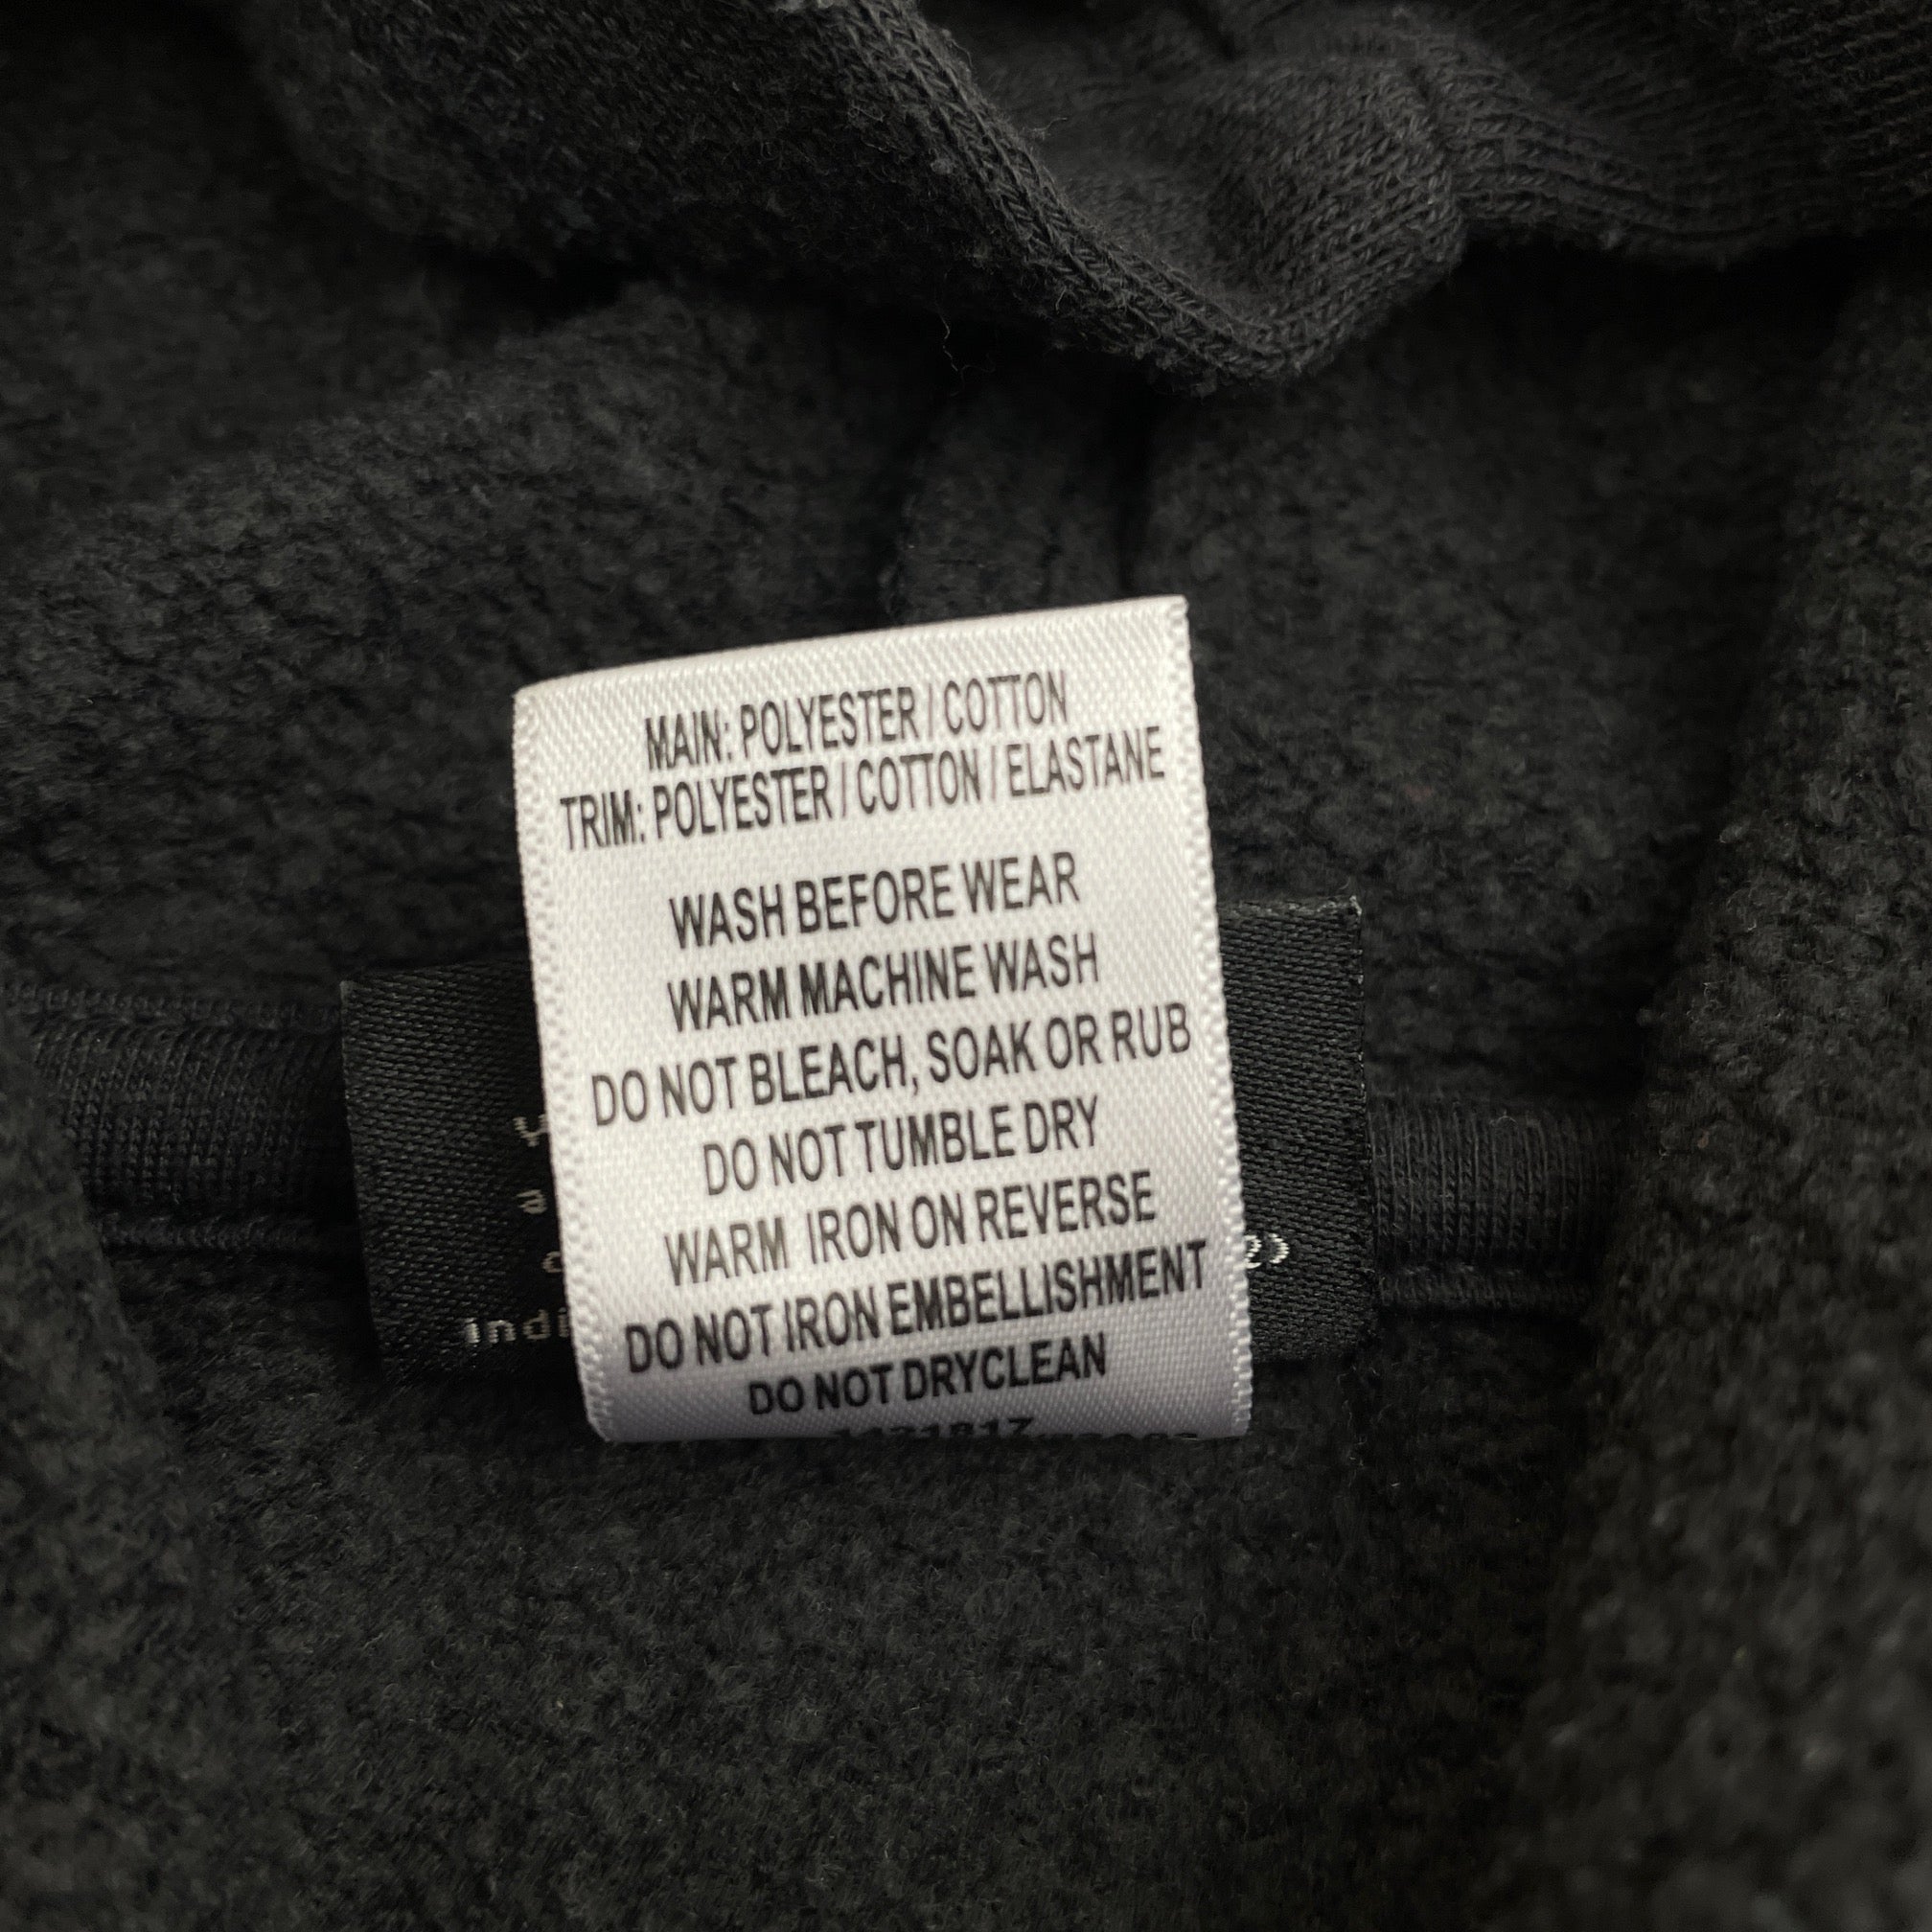 MAIN: POLYESTER / COTTON
TRIM: POLYESTER / COTTON / ELASTANE
WASH BEFORE WEAR
WARM MACHINE WASH
DO NOT BLEACH, SOAK OR RUB
DO NOT TUMBLE DRY
WARM IRON ON REVERSE
DO NOT IRON EMBELLISHMENT
DO NOT DRYCLEAN